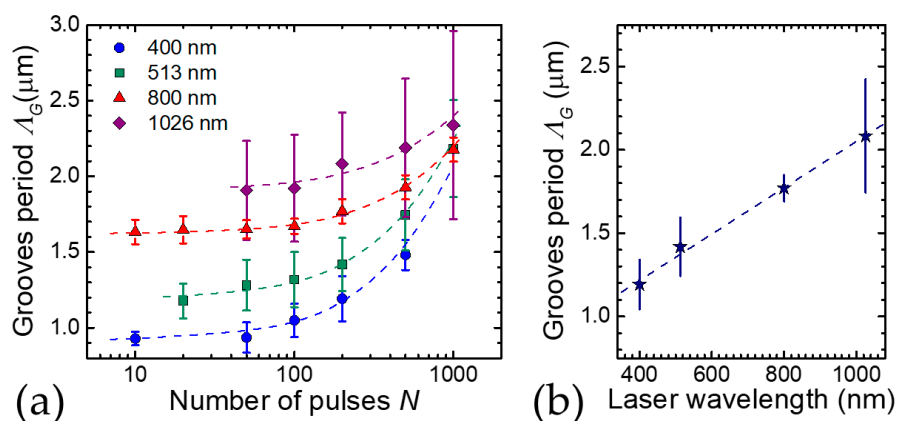 Grooves period ΛG (μm)
3.0
2.5
2.0
1.5
1.0
400 nm
513 nm
800 nm
1026 nm
10
100
1000
(a)
Number of pulses N
Grooves period ΛG (μm)
2.5
2.0
1.5
1.0
400
600
800
1000
(b)
Laser wavelength (nm)